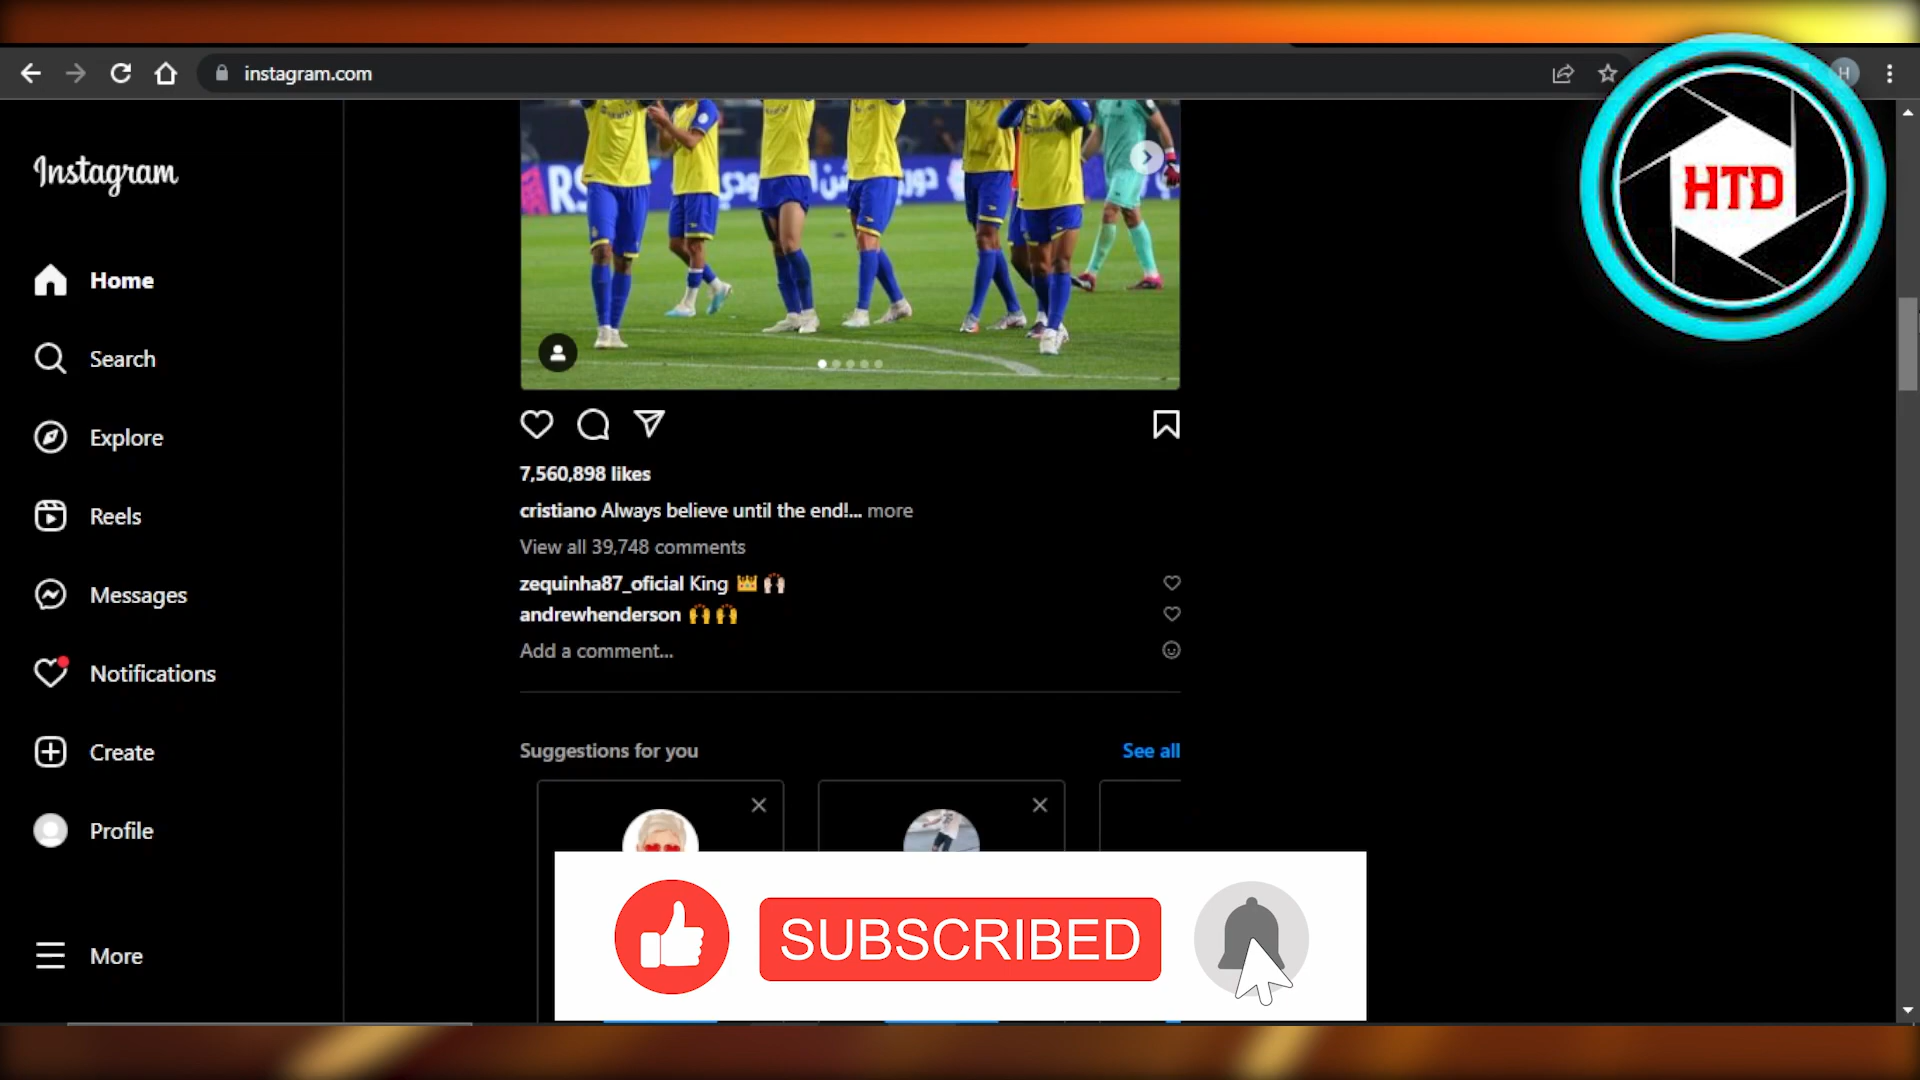 instagram.com
H
HTD
Instagram
RS
Home
Search
Explore
Reels
Messages
Notifications
Create
Profile
More
7,560,898 likes
cristiano Always believe until the end!... more
View all 39,748 comments
zequinha87_oficial King 👑 🙌🏻
andrewhenderson 🙌🙌
Add a comment...
Suggestions for you
See all
SUBSCRIBED